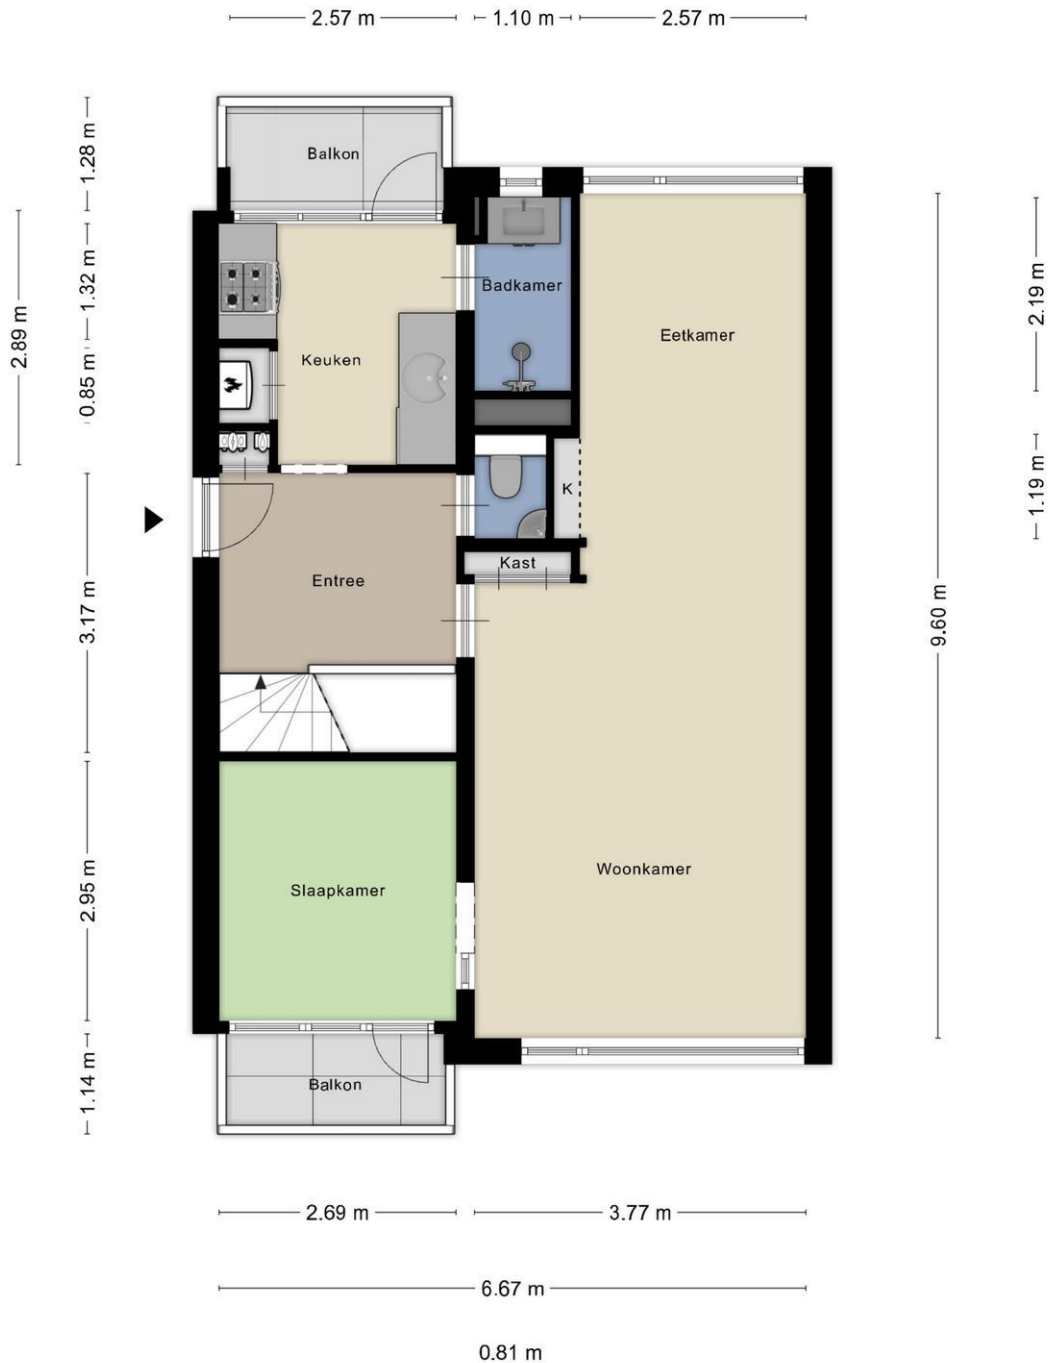 2.57 m
1.10 m
2.57 m
1.28 m
Balkon
2.89 m
1.32 m
0.85 m
Keuken
Badkamer
Eetkamer
2.19 m
K
1.19 m
Kast
Entree
3.17 m
9.60 m
Woonkamer
Slaapkamer
2.95 m
Balkon
1.14 m
2.69 m
3.77 m
6.67 m
0.81 m